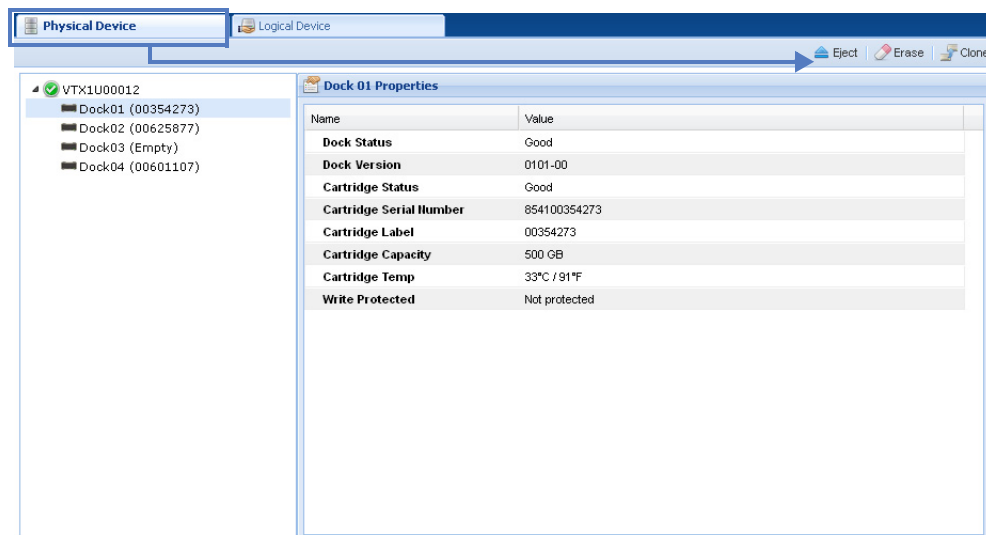 Physical Device
Logical Device
Eject Erase Clone
VTX1U00012
Dock01 (00354273)
Dock02 (00625877)
Dock03 (Empty)
Dock04 (00601107)
Dock 01 Properties
Name Value
Dock Status Good
Dock Version 0101-00
Cartridge Status Good
Cartridge Serial Number 854100354273
Cartridge Label 00354273
Cartridge Capacity 500 GB
Cartridge Temp 33°C / 91°F
Write Protected Not protected